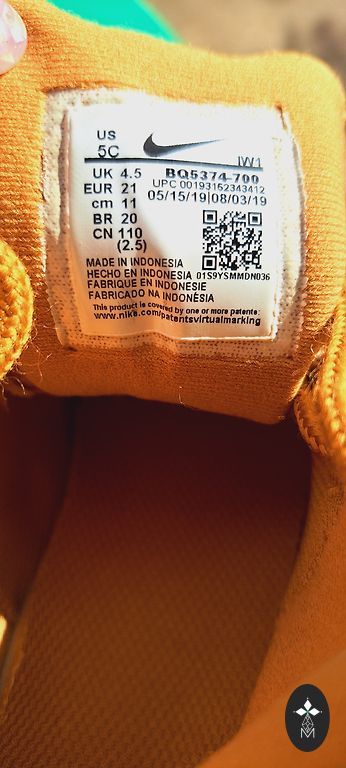 US
5C
IW1
UK 4.5
EUR 21
cm 11
BR 20
CN 110
(2.5)
BQ5374-700
UPC 00193162343412
05/15/19|08/03/19
MADE IN INDONESIA
HECHO EN INDONESIA 01S9YSMMDN036
FABRIQUE EN INDONESIE
FABRICADO NA INDONÉSIA
This product is covered by one or more patents:
www.nike.com/patentsvirtualmarking
M